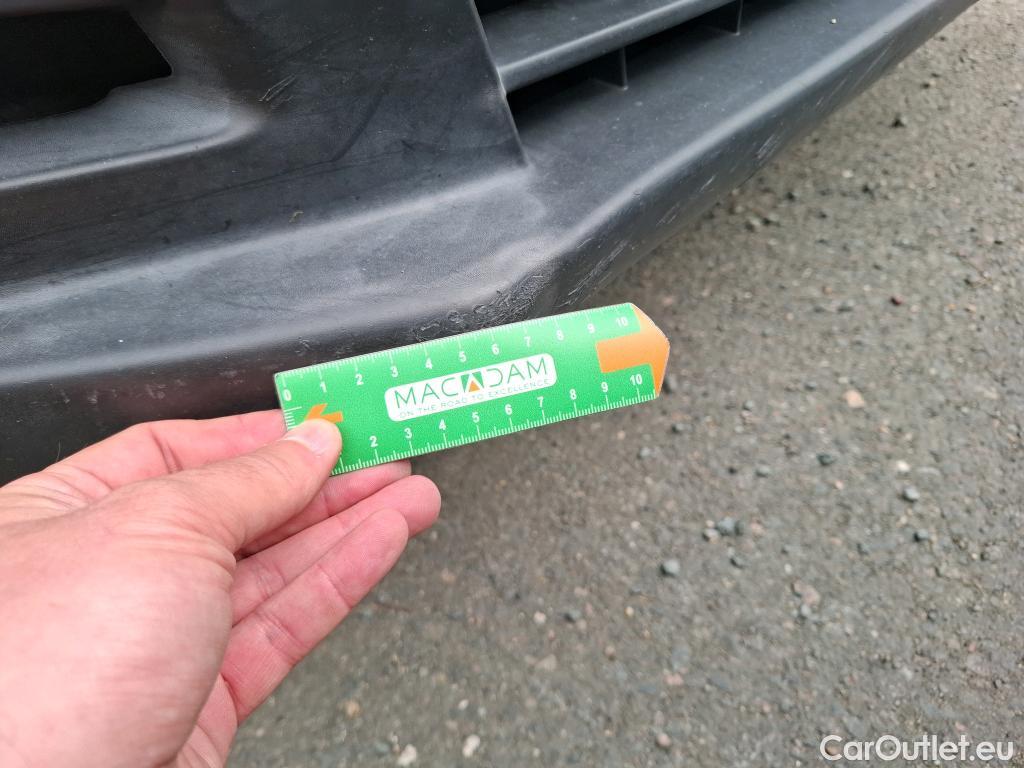 0 1 2 3 4 5 6 7 8 9 10
MACADAM
ON THE ROAD TO EXCELLENCE
2 3 4 5 6 7 8 9 10
CarOutlet.eu